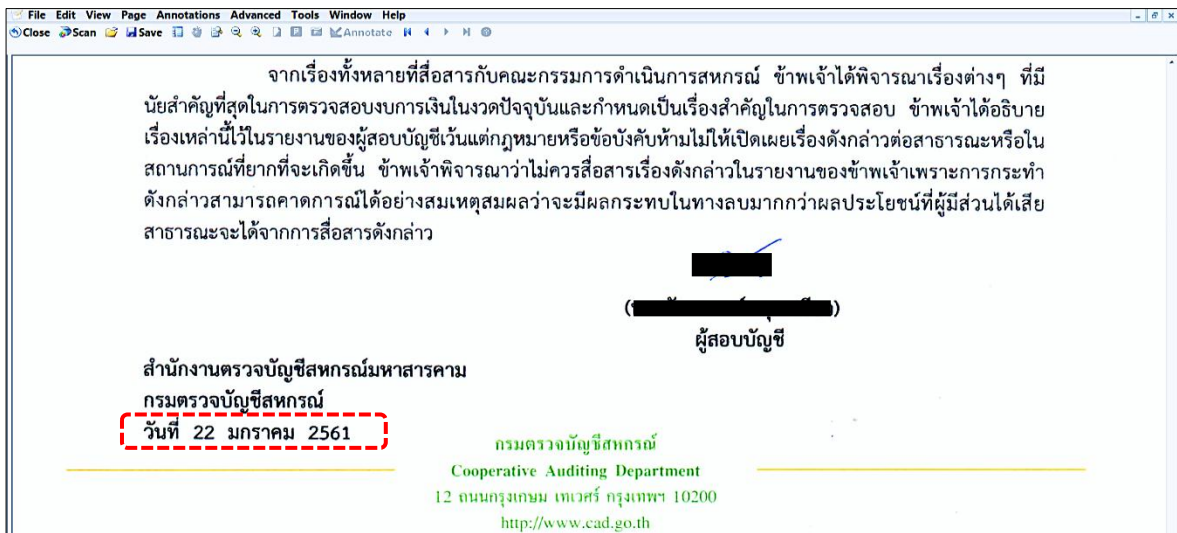 File Edit View Page Annotations Advanced Tools Window Help
Close Scan Save Annotate
จากเรื่องทั้งหลายที่สื่อสารกับคณะกรรมการดำเนินการสหกรณ์ ข้าพเจ้าได้พิจารณาเรื่องต่างๆ ที่มี
นัยสำคัญที่สุดในการตรวจสอบงบการเงินในงวดปัจจุบันและกำหนดเป็นเรื่องสำคัญในการตรวจสอบ ข้าพเจ้าได้อธิบาย
เรื่องเหล่านี้ไว้ในรายงานของผู้สอบบัญชีเว้นแต่กฎหมายหรือข้อบังคับห้ามไม่ให้เปิดเผยเรื่องดังกล่าวต่อสาธารณะหรือใน
สถานการณ์ที่ยากที่จะเกิดขึ้น ข้าพเจ้าพิจารณาว่าไม่ควรสื่อสารเรื่องดังกล่าวในรายงานของข้าพเจ้าเพราะการกระทำ
ดังกล่าวสามารถคาดการณ์ได้อย่างสมเหตุสมผลว่าจะมีผลกระทบในทางลบมากกว่าผลประโยชน์ที่ผู้มีส่วนได้เสีย
สาธารณะจะได้จากการสื่อสารดังกล่าว
ผู้สอบบัญชี
สำนักงานตรวจบัญชีสหกรณ์มหาสารคาม
กรมตรวจบัญชีสหกรณ์
วันที่ 22 มกราคม 2561
กรมตรวจบัญชีสหกรณ์
Cooperative Auditing Department
12 ถนนกรุงเกษม เทเวศร์ กรุงเทพฯ 10200
http://www.cad.go.th